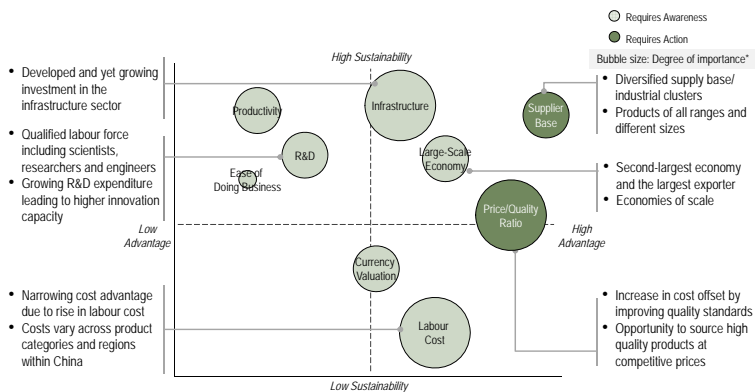 Requires Awareness
Requires Action
Bubble size: Degree of importance*
High Sustainability
• Developed and yet growing
investment in the
infrastructure sector
• Qualified labour force
including scientists,
researchers and engineers
• Growing R&D expenditure
leading to higher innovation
capacity
Low
Advantage
• Narrowing cost advantage
due to rise in labour cost
• Costs vary across product
categories and regions
within China
Productivity
Infrastructure
Supplier
Base
R&D
Large-Scale
Economy
Ease of
Doing Business
Price/Quality
Ratio
Currency
Valuation
Labour
Cost
• Diversified supply base/
industrial clusters
• Products of all ranges and
different sizes
• Second-largest economy
and the largest exporter
• Economies of scale
High
Advantage
• Increase in cost offset by
improving quality standards
• Opportunity to source high
quality products at
competitive prices
Low Sustainability